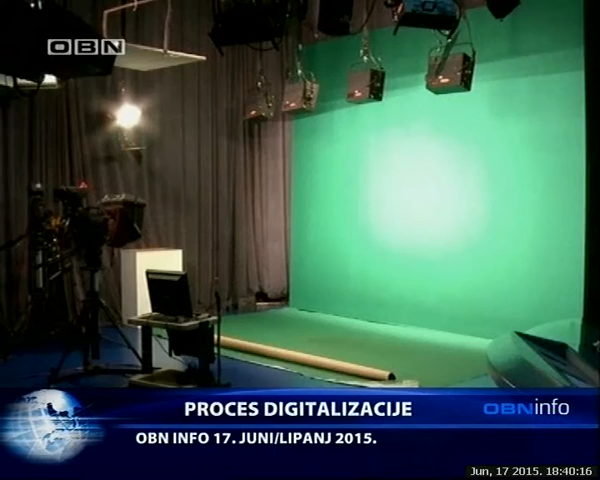 OBN
PROCES DIGITALIZACIJE
OBNinfo
OBN INFO 17. JUNI/LIPANJ 2015.
Jun, 17 2015. 18:40:16